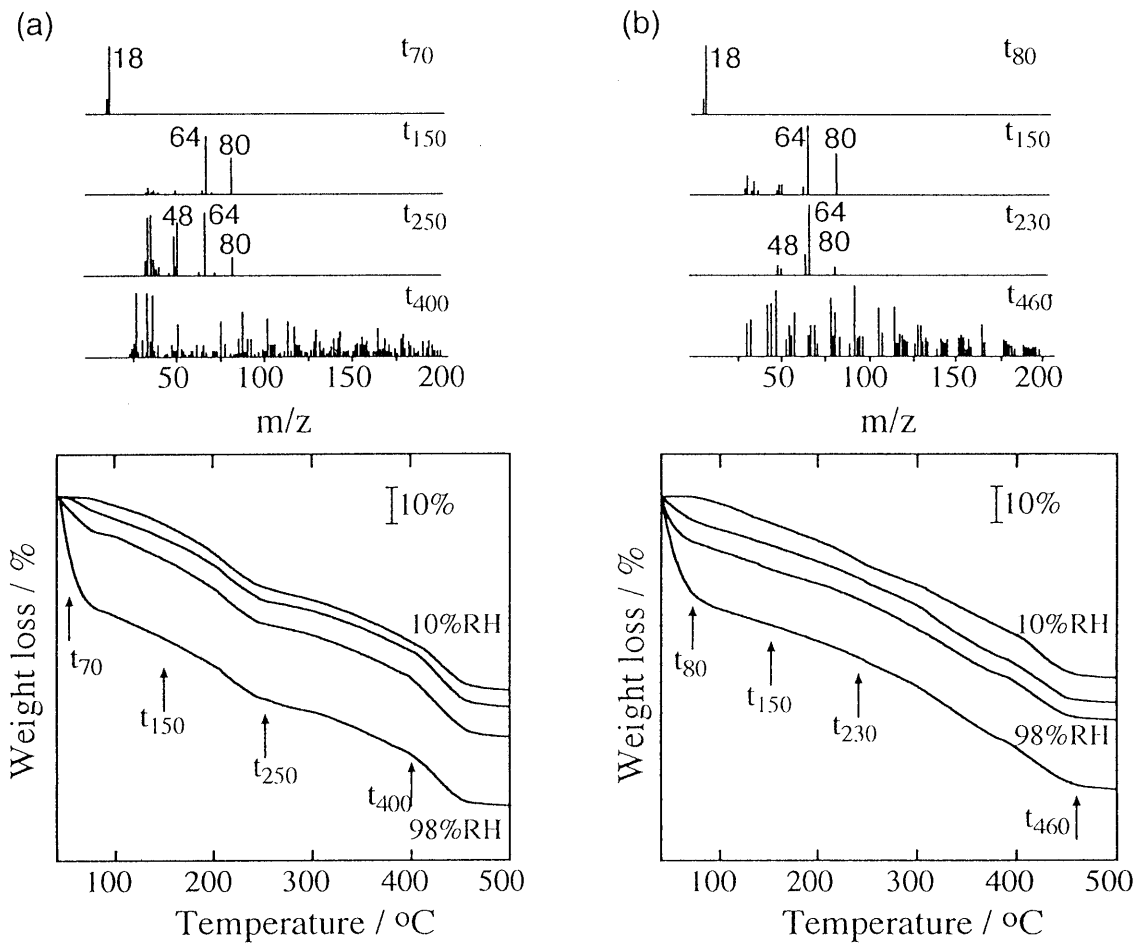 (a)
18
t70
64 80
t150
48 64
80
t250
t400
50 100 150 200
m/z
10%
10%RH
98%RH
t70
t150
t250
t400
Weight loss / %
100 200 300 400 500
Temperature / ºC
(b)
18
t80
64 80
t150
64
48 80
t230
t460
50 100 150 200
m/z
10%
10%RH
98%RH
t80
t150
t230
t460
Weight loss / %
100 200 300 400 500
Temperature / ºC